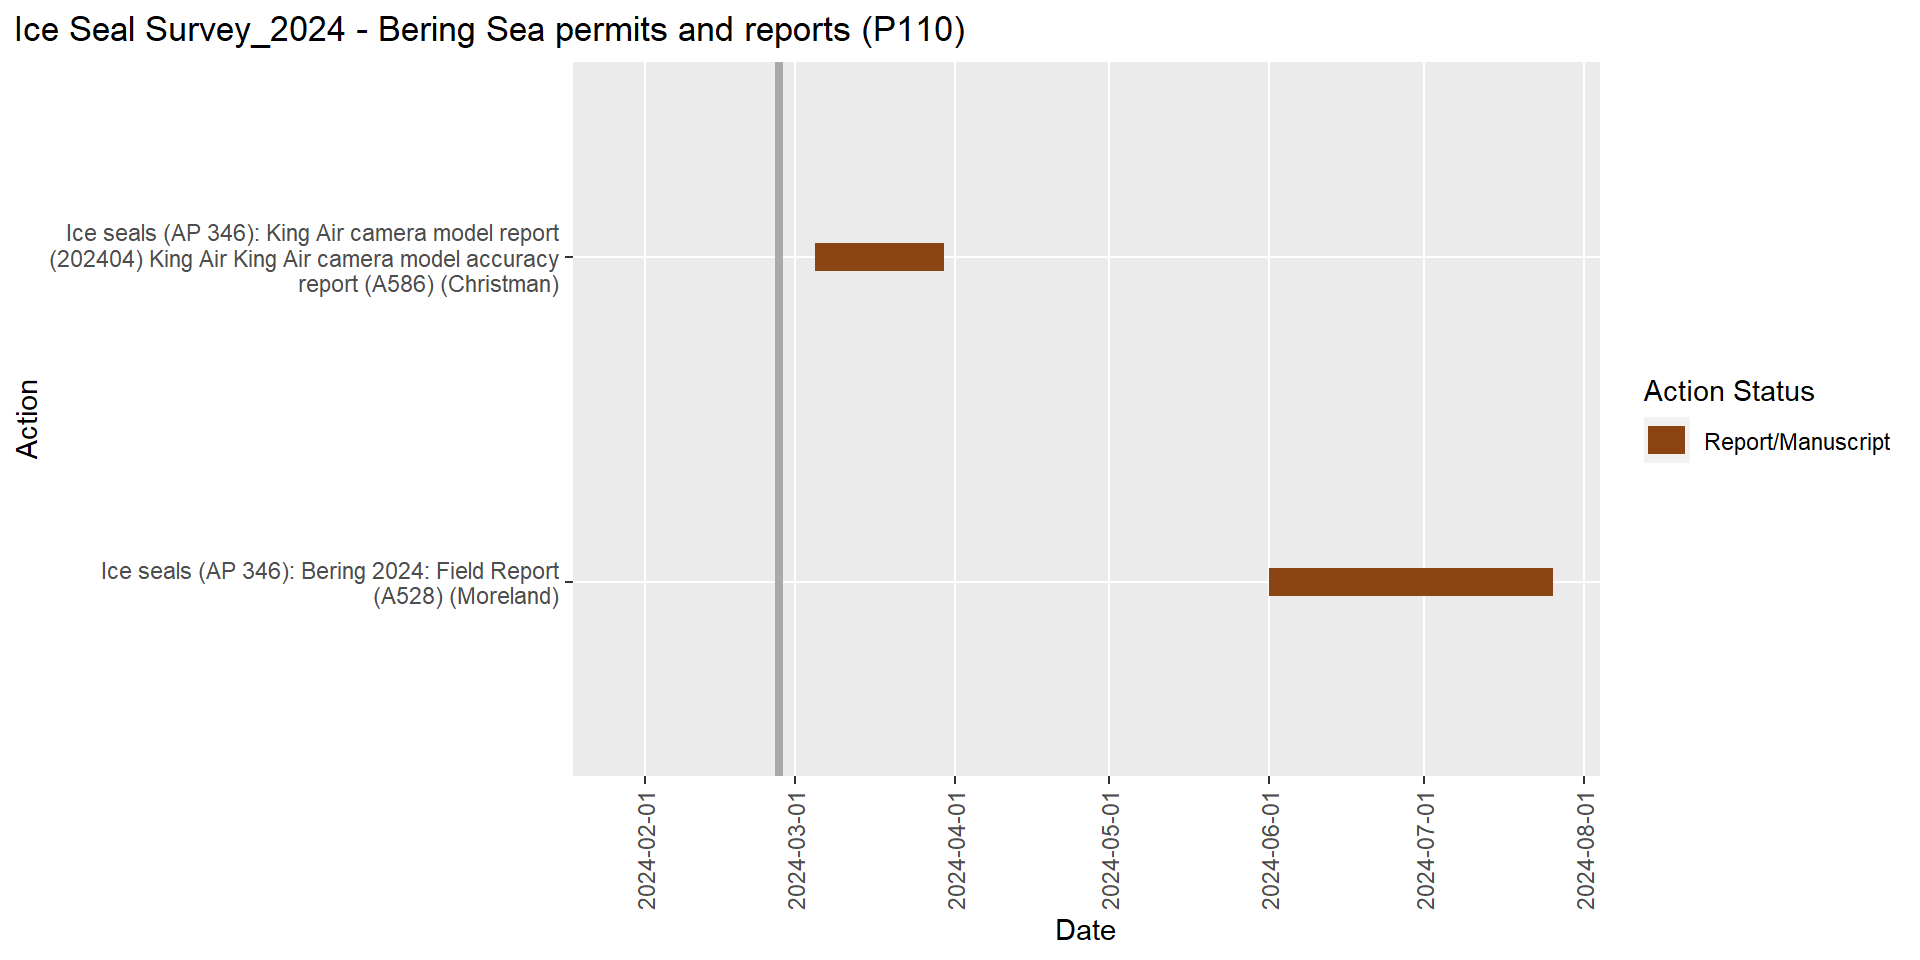 Ice Seal Survey_2024 - Bering Sea permits and reports (P110)
Ice seals (AP 346): King Air camera model report
(202404) King Air King Air camera model accuracy
report (A586) (Christman)
Ice seals (AP 346): Bering 2024: Field Report
(A528) (Moreland)
Action
2024-02-01
2024-03-01
2024-04-01
2024-05-01
2024-06-01
2024-07-01
2024-08-01
Date
Action Status
Report/Manuscript